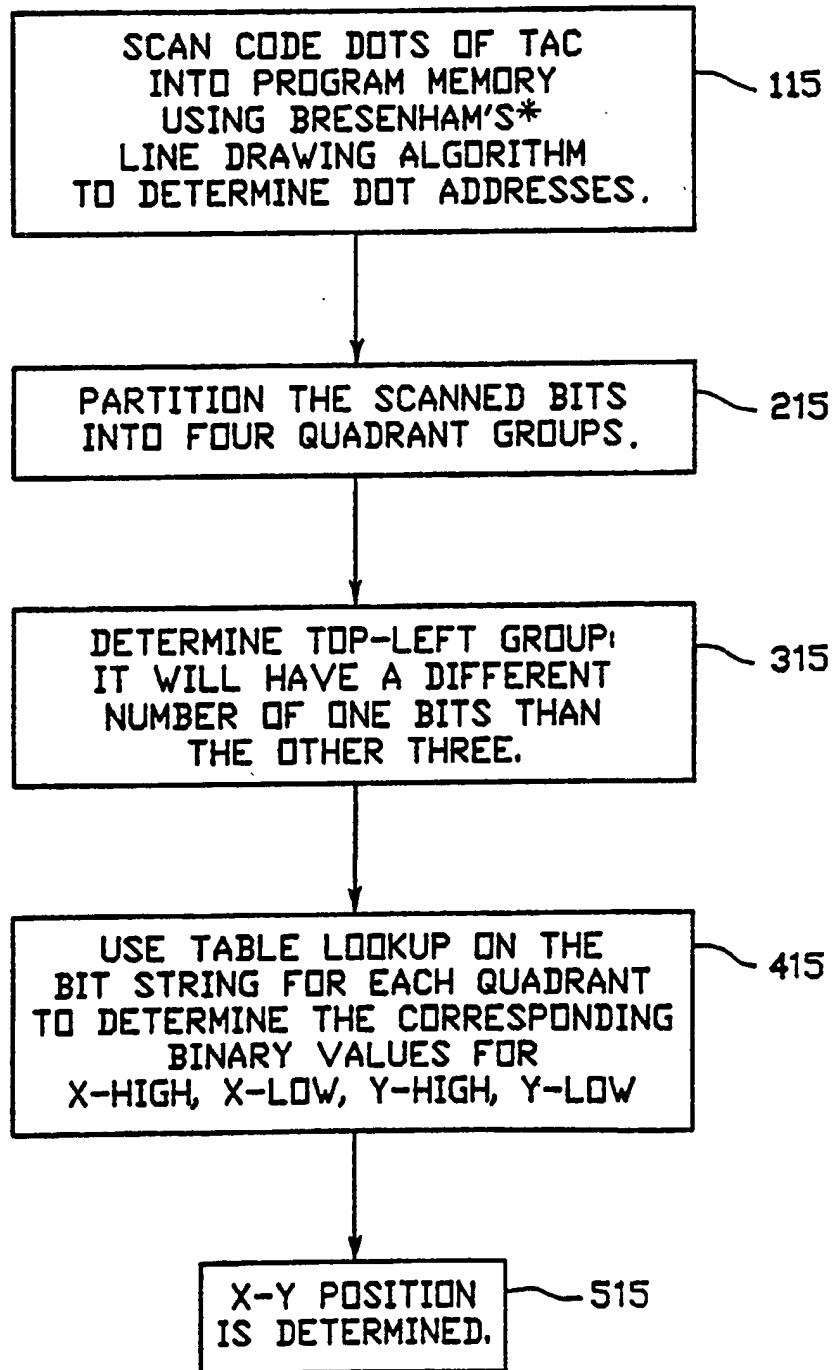 SCAN CODE DOTS OF TAC
INTO PROGRAM MEMORY
USING BRESENHAM'S*
LINE DRAWING ALGORITHM
TO DETERMINE DOT ADDRESSES.
115
PARTITION THE SCANNED BITS
INTO FOUR QUADRANT GROUPS.
215
DETERMINE TOP-LEFT GROUP:
IT WILL HAVE A DIFFERENT
NUMBER OF ONE BITS THAN
THE OTHER THREE.
315
USE TABLE LOOKUP ON THE
BIT STRING FOR EACH QUADRANT
TO DETERMINE THE CORRESPONDING
BINARY VALUES FOR
X-HIGH, X-LOW, Y-HIGH, Y-LOW
415
X-Y POSITION
IS DETERMINED.
515